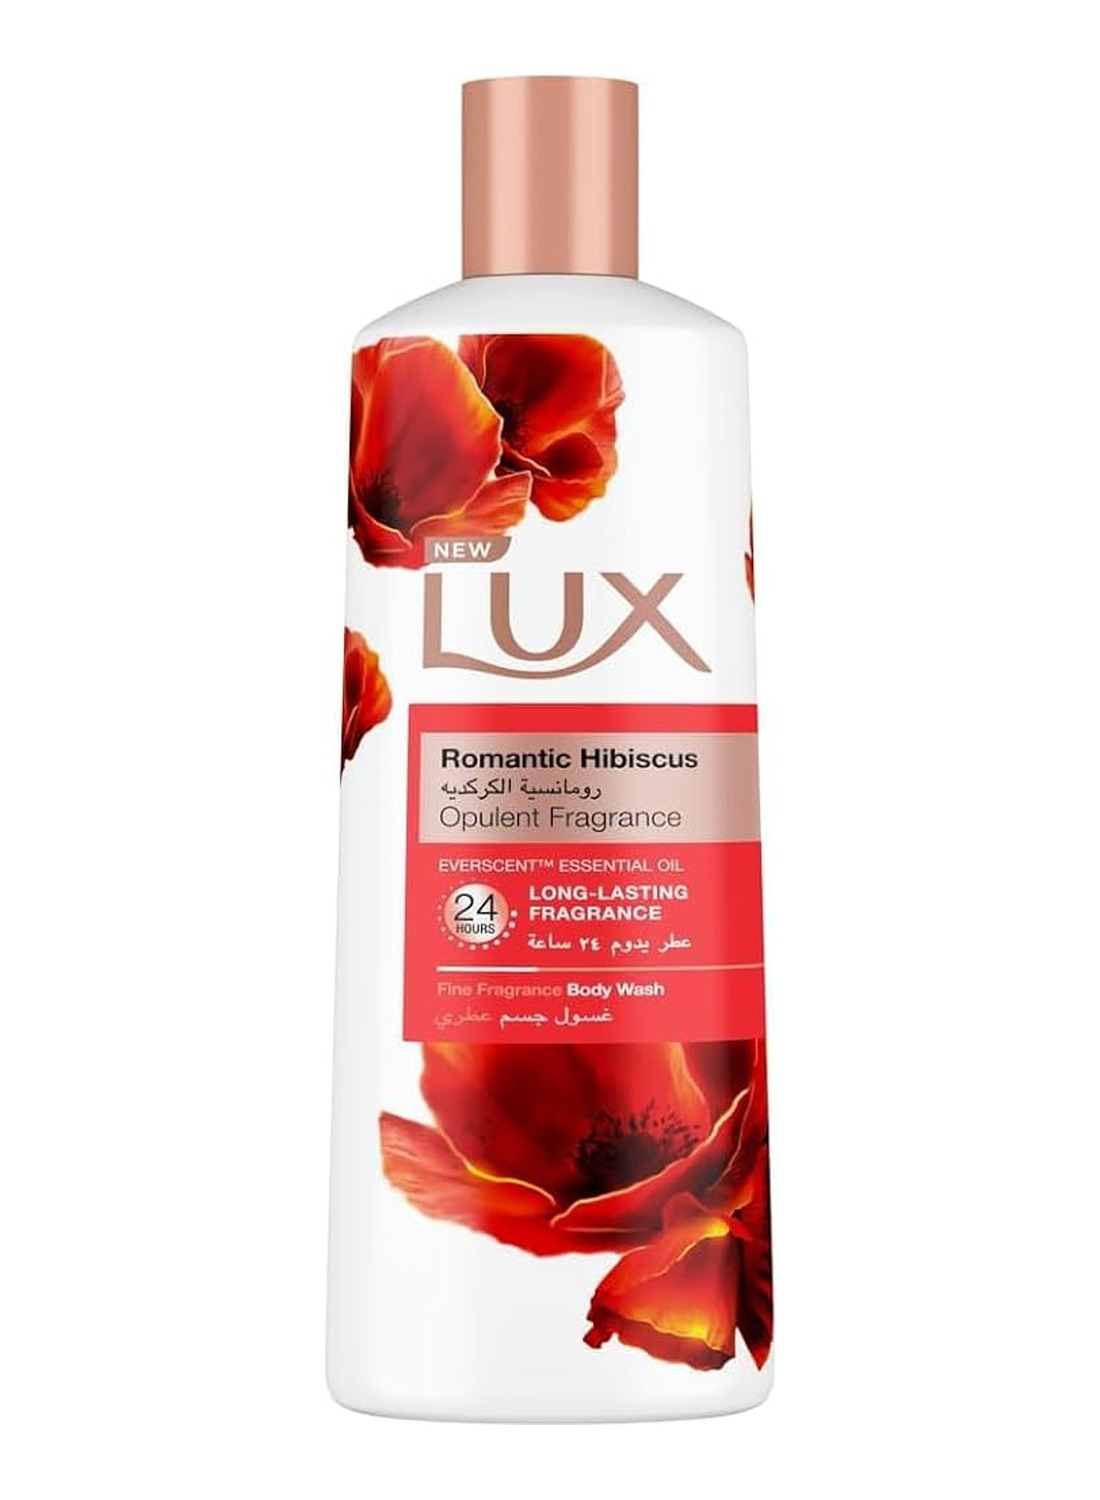 NEW
LUX
Romantic Hibiscus
رومانسية الكركديه
Opulent Fragrance
EVERSCENT™ ESSENTIAL OIL
24
HOURS
LONG-LASTING
FRAGRANCE
عطر يدوم ٢٤ ساعة
Fine Fragrance Body Wash
غسول جسم عطري